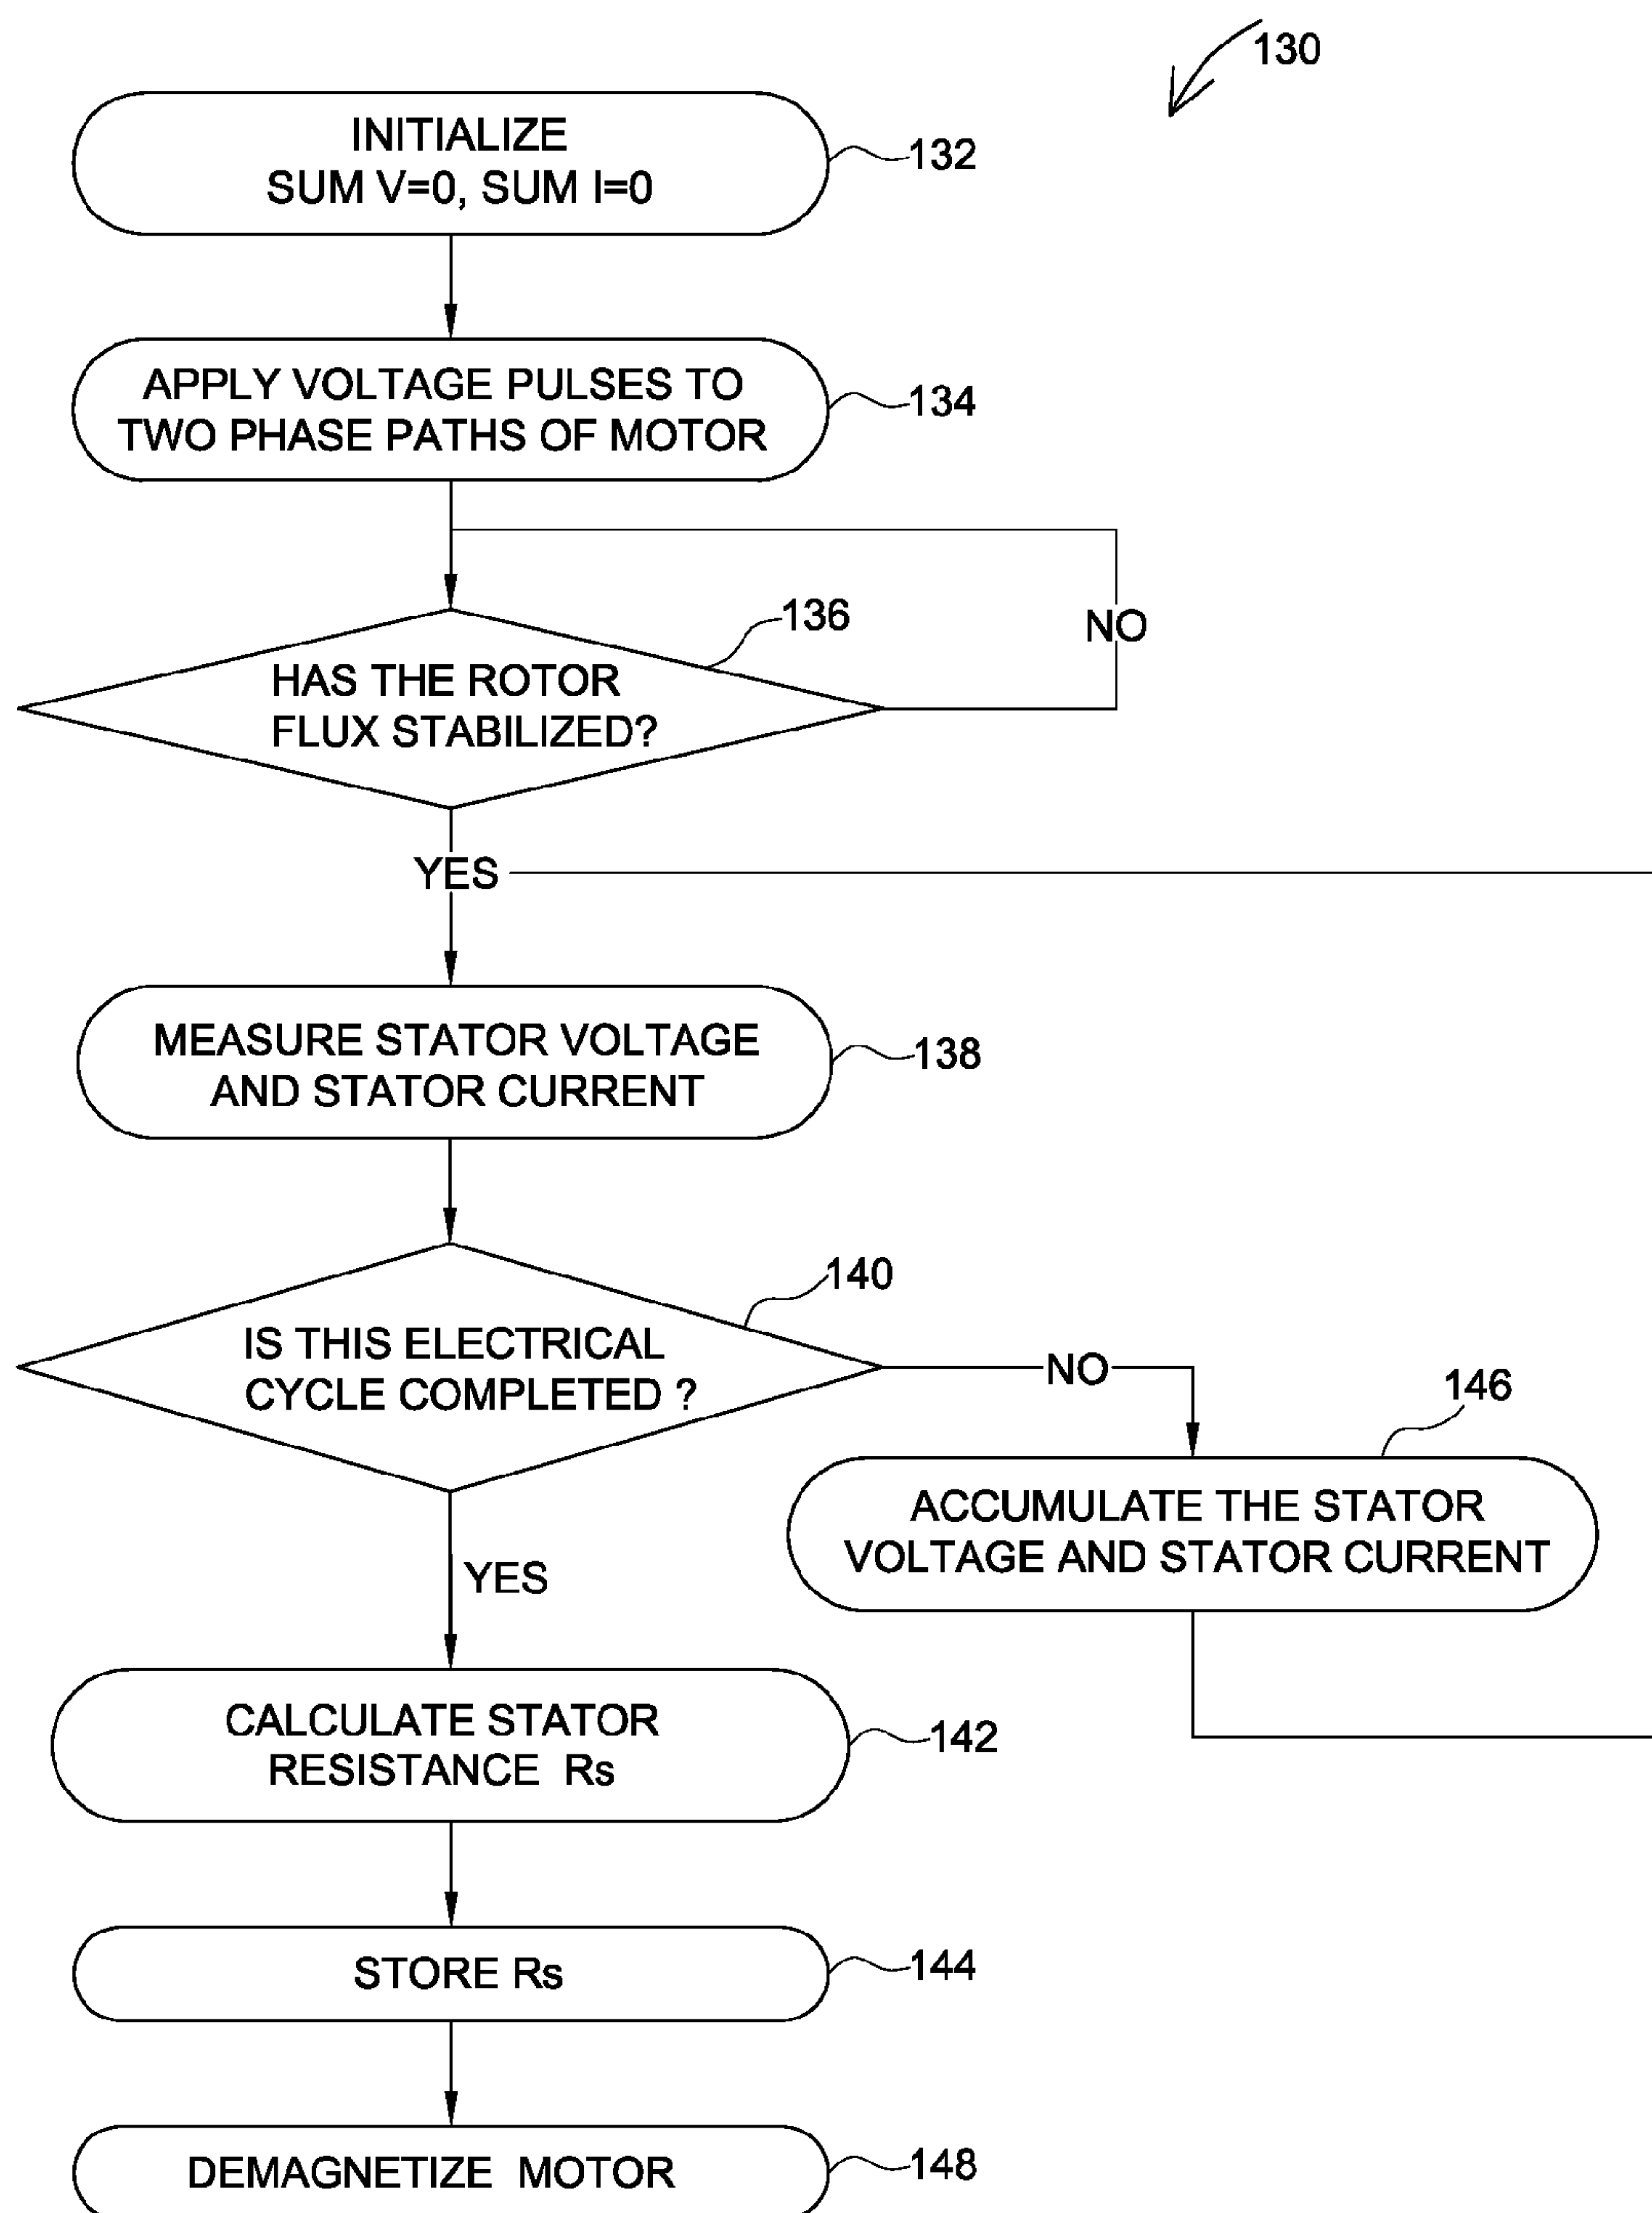 130
INITIALIZE
SUM V=0, SUM I=0
132
APPLY VOLTAGE PULSES TO
TWO PHASE PATHS OF MOTOR
134
136
NO
HAS THE ROTOR
FLUX STABILIZED?
YES
MEASURE STATOR VOLTAGE
AND STATOR CURRENT
138
140
IS THIS ELECTRICAL
CYCLE COMPLETED ?
NO
146
ACCUMULATE THE STATOR
VOLTAGE AND STATOR CURRENT
YES
CALCULATE STATOR
RESISTANCE Rs
142
STORE Rs
144
DEMAGNETIZE MOTOR
148